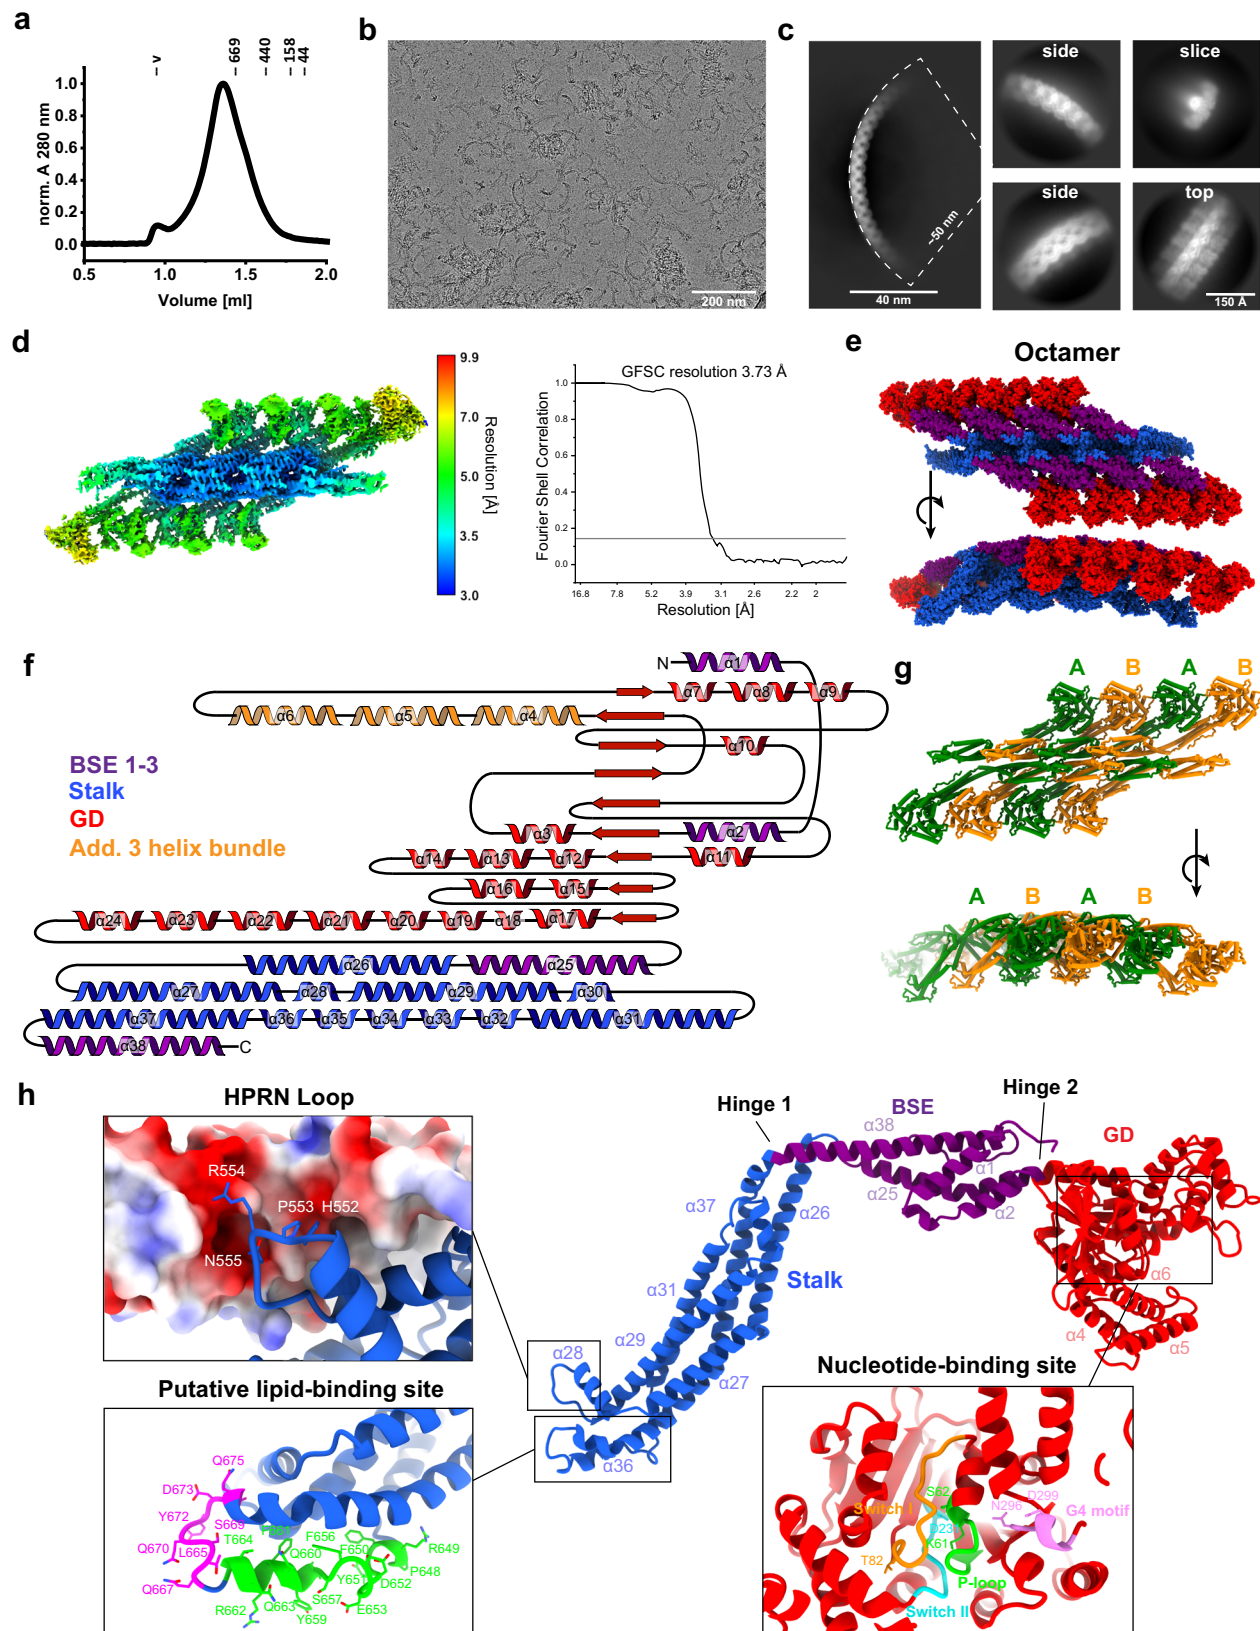 a
v
669
440
158
44
norm. A 280 nm
1.0
0.8
0.6
0.4
0.2
0.0
0.5
1.0
1.5
2.0
Volume [ml]
b
200 nm
c
~50 nm
40 nm
side
slice
side
top
150 Å
d
9.9
7.0
5.0
3.5
3.0
Resolution [Å]
GFSC resolution 3.73 Å
Fourier Shell Correlation
1.0
0.8
0.6
0.4
0.2
0.0
16.8
7.8
5.2
3.9
3.1
2.6
2.2
2
Resolution [Å]
e
Octamer
f
N
α1
α7
α8
α9
α6
α5
α4
α10
α3
α2
α14
α13
α12
α11
α16
α15
α24
α23
α22
α21
α20
α19
α18
α17
α26
α25
α27
α28
α29
α30
α37
α36
α35
α34
α33
α32
α31
α38
C
BSE 1-3
Stalk
GD
Add. 3 helix bundle
g
A
B
A
B
A
B
A
B
h
HPRN Loop
R554
P553
H552
N555
Putative lipid-binding site
Q675
D673
Y672
S669
Q670
L665
T664
Q667
F656
Q660
F650
R649
P648
Y651
D652
S657
E653
R662
Q663
Y659
Hinge 1
BSE
Hinge 2
GD
α38
α1
α25
α2
α37
α26
Stalk
α31
α29
α28
α27
α36
α6
α4
α5
Nucleotide-binding site
S62
Switch I
K61
T82
P-loop
Switch II
N296
D299
G4 motif